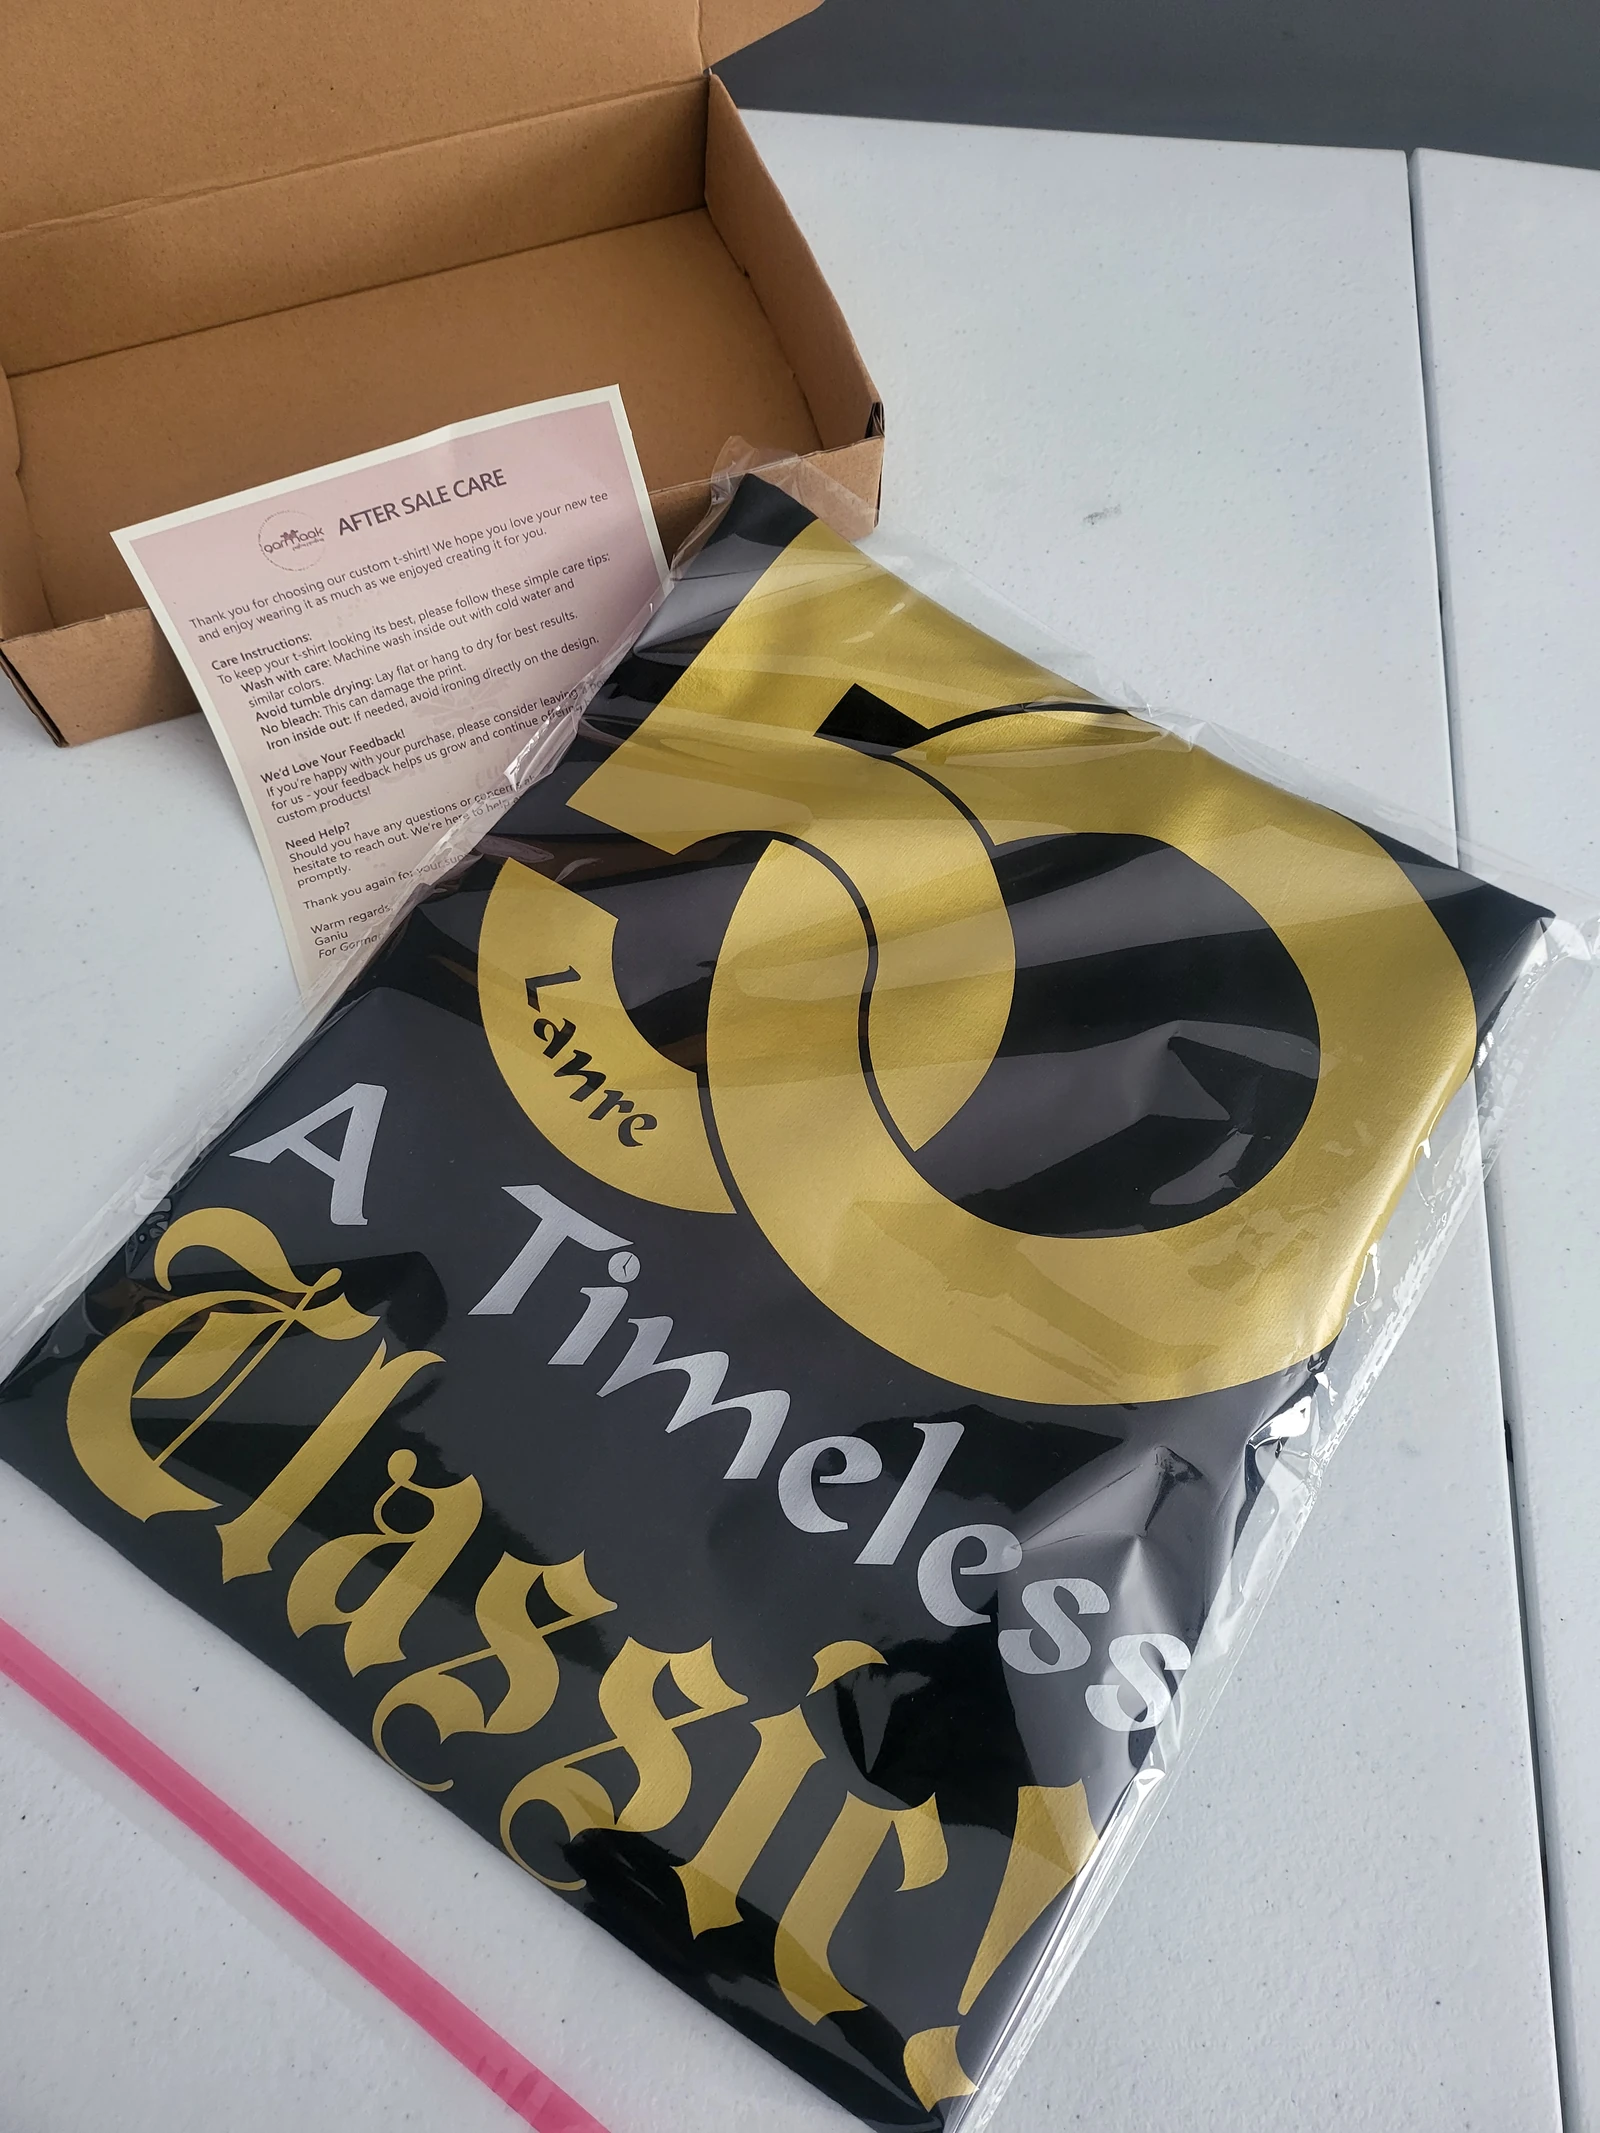 garmaak
AFTER SALE CARE
Thank you for choosing our custom t-shirt! We hope you love your new tee
and enjoy wearing it as much as we enjoyed creating it for you.
Care Instructions:
To keep your t-shirt looking its best, please follow these simple care tips:
Wash with care: Machine wash inside out with cold water and
similar colors.
Avoid tumble drying: Lay flat or hang to dry for best results.
No bleach: This can damage the print.
Iron inside out: If needed, avoid ironing directly on the design.
We'd Love Your Feedback!
If you're happy with your purchase, please consider leaving a
for us - your feedback helps us grow and continue offering
custom products!
Need Help?
Should you have any questions or concerns
hesitate to reach out. We're here to help
promptly.
Thank you again for your
Warm regards,
Ganiu
For
50
Lanre
A Timeless
Classic!